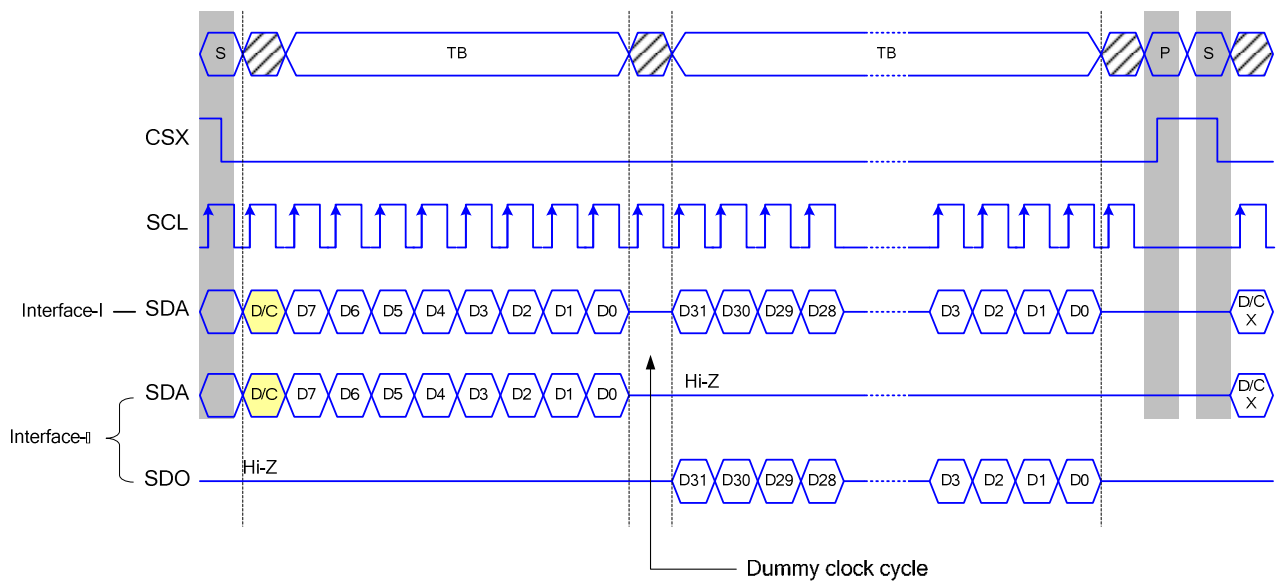 S TB TB P S
CSX
SCL
Interface-I SDA D/C D7 D6 D5 D4 D3 D2 D1 D0 D31 D30 D29 D28 D3 D2 D1 D0 D/C X
Hi-Z
SDA D/C D7 D6 D5 D4 D3 D2 D1 D0 D/C X
Interface-▯
Hi-Z
SDO D31 D30 D29 D28 D3 D2 D1 D0
Dummy clock cycle